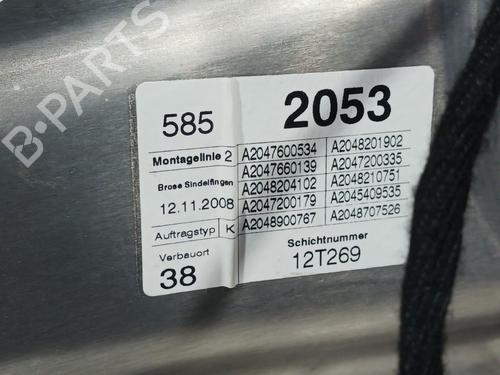 B-PARTS
585 2053
Montagelinie 2
Brose Sindelfingen
12.11.2008
Auftragstyp K
Verbauort
38
A2047600534 A2048201902
A2047660139 A2047200335
A2048204102 A2048210751
A2047200179 A2045409535
A2048900767 A2048707526
Schichtnummer
12T269